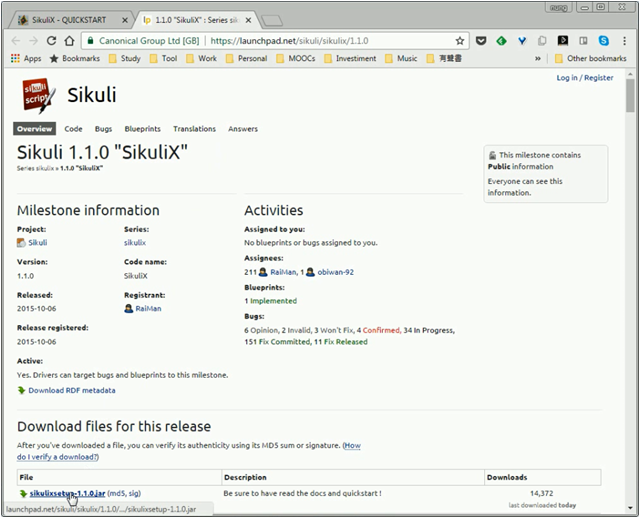 SikuliX - QUICKSTART
lp 1.1.0 "SikuliX" : Series sik
nung
Canonical Group Ltd [GB] https://launchpad.net/sikuli/sikulix/1.1.0
Apps Bookmarks Study Tool Work Personal MOOCs Investment Music 有聲書 » Other bookmarks
Log in / Register
sikuli
script
Sikuli
Overview Code Bugs Blueprints Translations Answers
Sikuli 1.1.0 "SikuliX"
Series sikulix » 1.1.0 "SikuliX"
This milestone contains
Public information
Everyone can see this
information.
Milestone information
Project: Series:
Sikuli sikulix
Version: Code name:
1.1.0 SikuliX
Released: Registrant:
2015-10-06 RaiMan
Release registered:
2015-10-06
Active:
Yes. Drivers can target bugs and blueprints to this milestone.
Download RDF metadata
Activities
Assigned to you:
No blueprints or bugs assigned to you.
Assignees:
211 RaiMan, 1 obiwan-92
Blueprints:
1 Implemented
Bugs:
6 Opinion, 2 Invalid, 3 Won't Fix, 4 Confirmed, 34 In Progress,
151 Fix Committed, 11 Fix Released
Download files for this release
After you've downloaded a file, you can verify its authenticity using its MD5 sum or signature. (How
do I verify a download?)
File Description Downloads
sikulixsetup-1.1.0.jar (md5, sig) Be sure to have read the docs and quickstart ! 14,372
last downloaded today
launchpad.net/sikuli/sikulix/1.1.0/.../sikulixsetup-1.1.0.jar